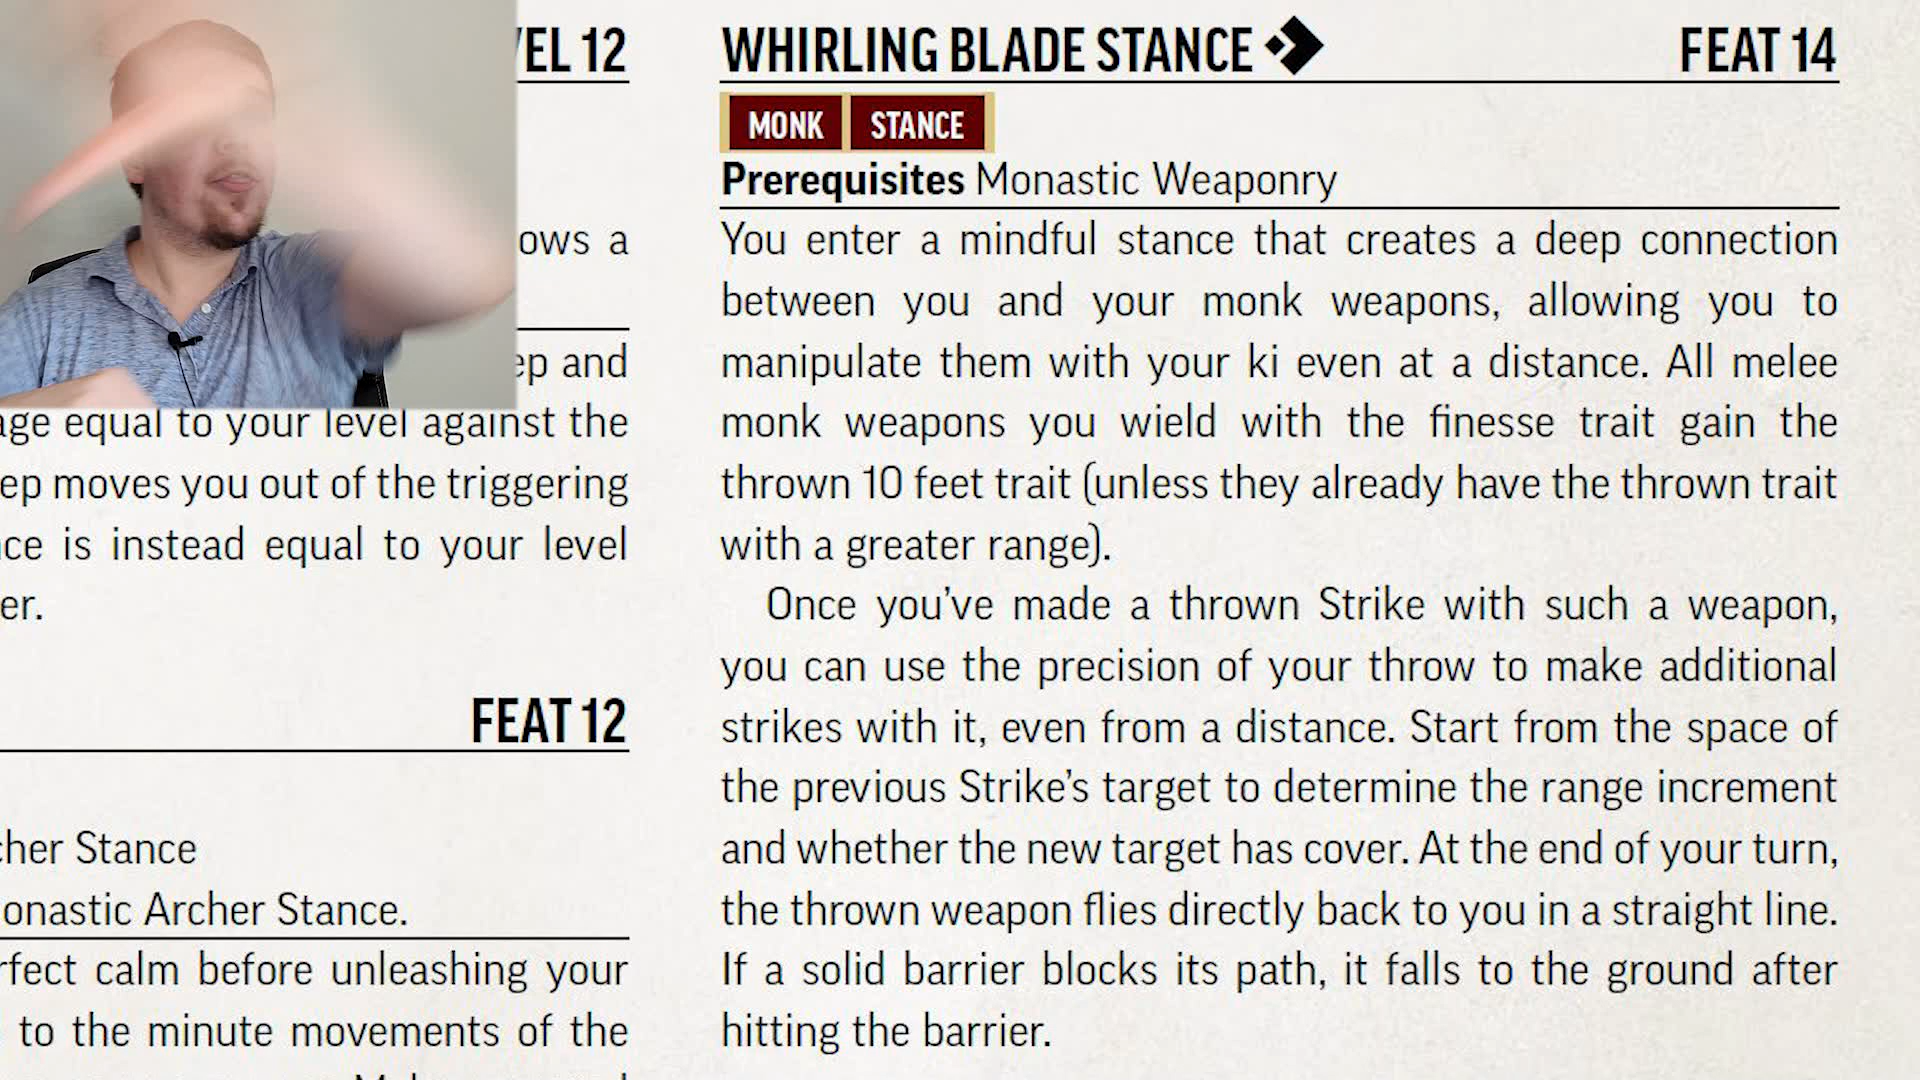 VEL 12
ows a
ep and
age equal to your level against the
ep moves you out of the triggering
ce is instead equal to your level
er.
FEAT 12
cher Stance
onastic Archer Stance.
rfect calm before unleashing your
to the minute movements of the
WHIRLING BLADE STANCE FEAT 14
MONK STANCE
Prerequisites Monastic Weaponry
You enter a mindful stance that creates a deep connection
between you and your monk weapons, allowing you to
manipulate them with your ki even at a distance. All melee
monk weapons you wield with the finesse trait gain the
thrown 10 feet trait (unless they already have the thrown trait
with a greater range).
Once you've made a thrown Strike with such a weapon,
you can use the precision of your throw to make additional
strikes with it, even from a distance. Start from the space of
the previous Strike's target to determine the range increment
and whether the new target has cover. At the end of your turn,
the thrown weapon flies directly back to you in a straight line.
If a solid barrier blocks its path, it falls to the ground after
hitting the barrier.